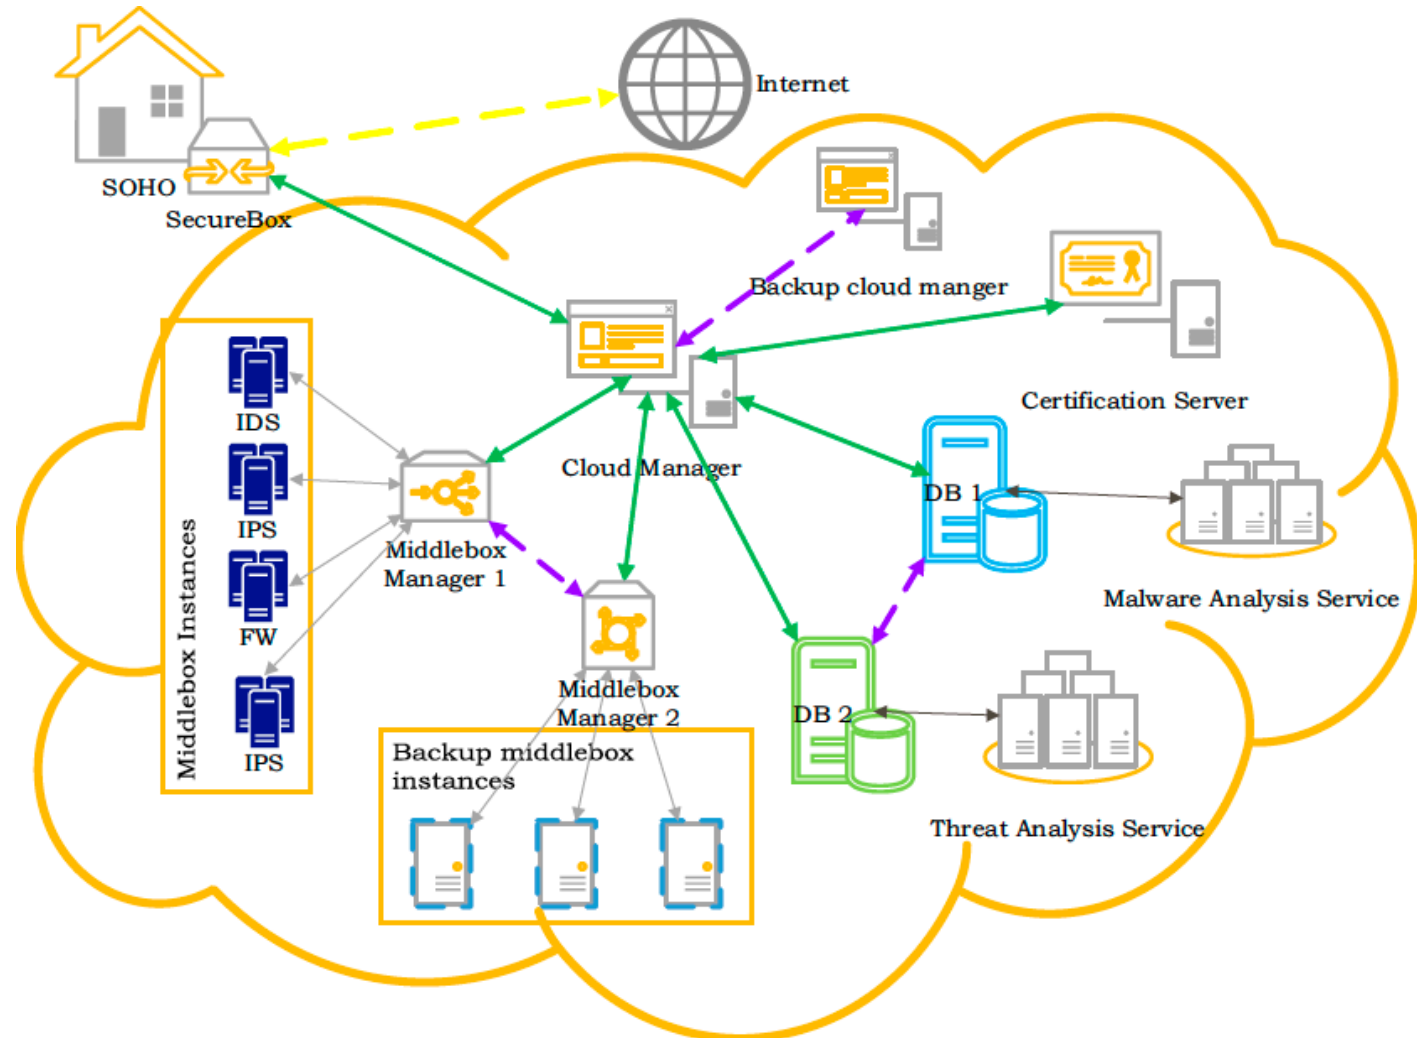 Internet
SOHO
SecureBox
Backup cloud manger
Certification Server
IDS
Cloud Manager
DB 1
IPS
Middlebox
Manager 1
Malware Analysis Service
FW
Middlebox Instances
Middlebox
Manager 2
DB 2
IPS
Backup middlebox
instances
Threat Analysis Service